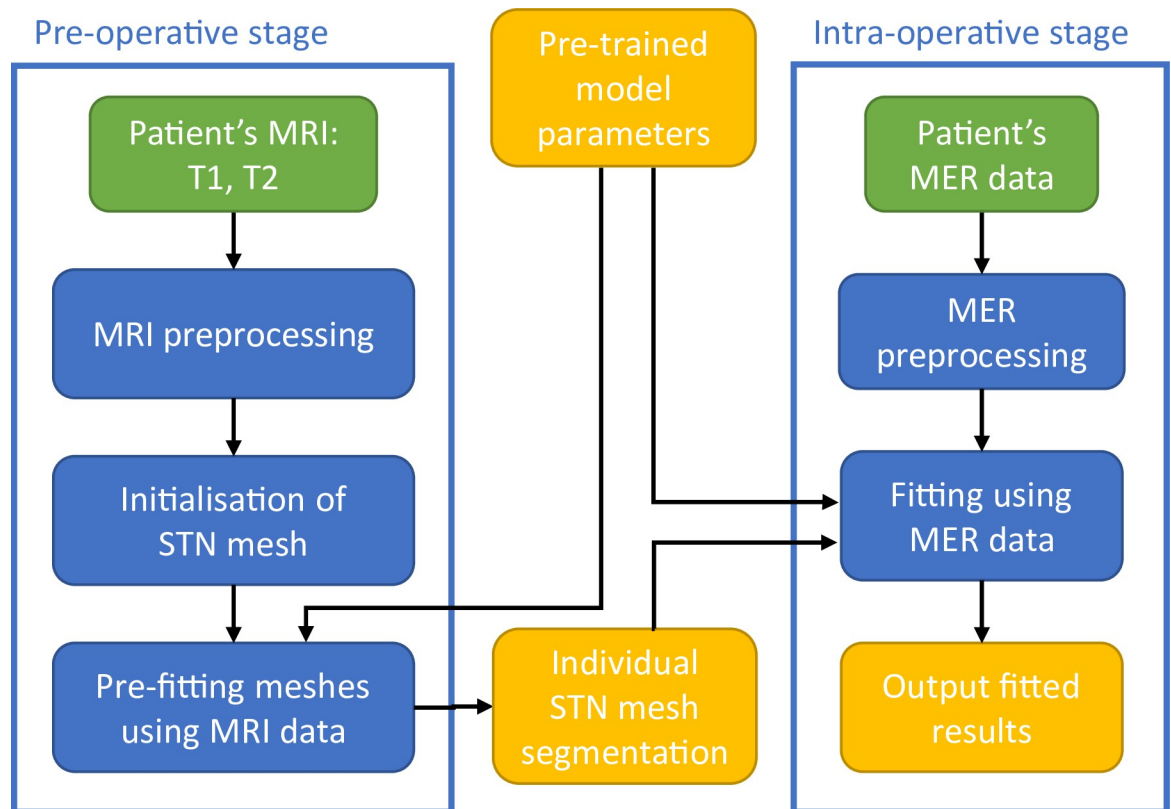 Pre-operative stage
Patient’s MRI:
T1, T2
MRI preprocessing
Initialisation of
STN mesh
Pre-fitting meshes
using MRI data
Pre-trained
model
parameters
Individual
STN mesh
segmentation
Intra-operative stage
Patient’s
MER data
MER
preprocessing
Fitting using
MER data
Output fitted
results